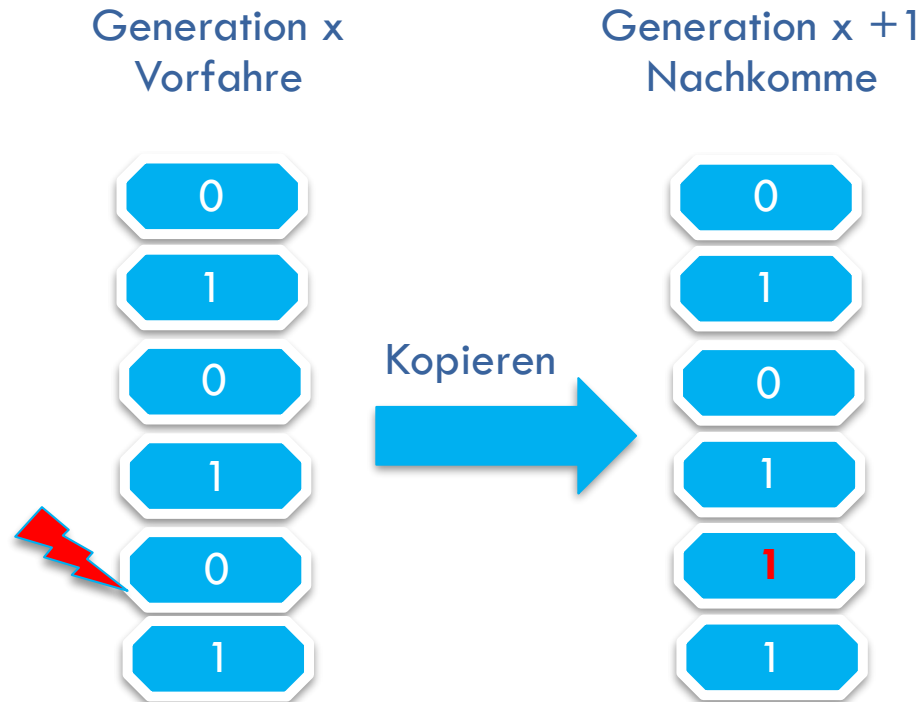 Generation x
Vorfahre
Generation x +1
Nachkomme
0
1
0
1
0
1
Kopieren
0
1
0
1
1
1